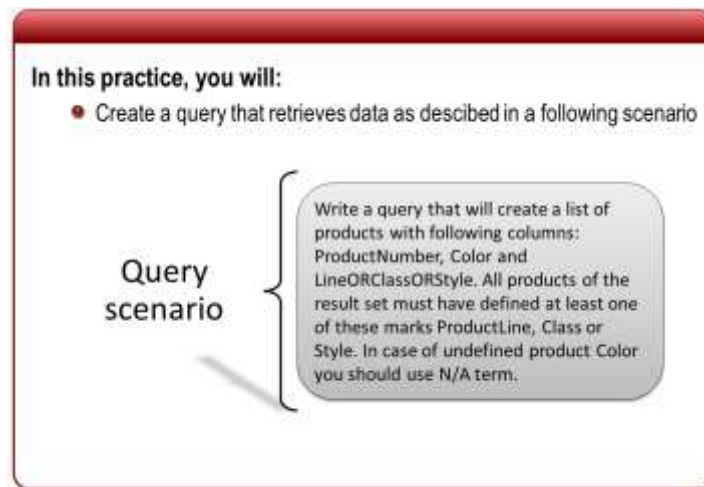 In this practice, you will:
Create a query that retrieves data as descibed in a following scenario
Query
scenario
Write a query that will create a list of
products with following columns:
ProductNumber, Color and
LineORClassORStyle. All products of the
result set must have defined at least one
of these marks ProductLine, Class or
Style. In case of undefined product Color
you should use N/A term.